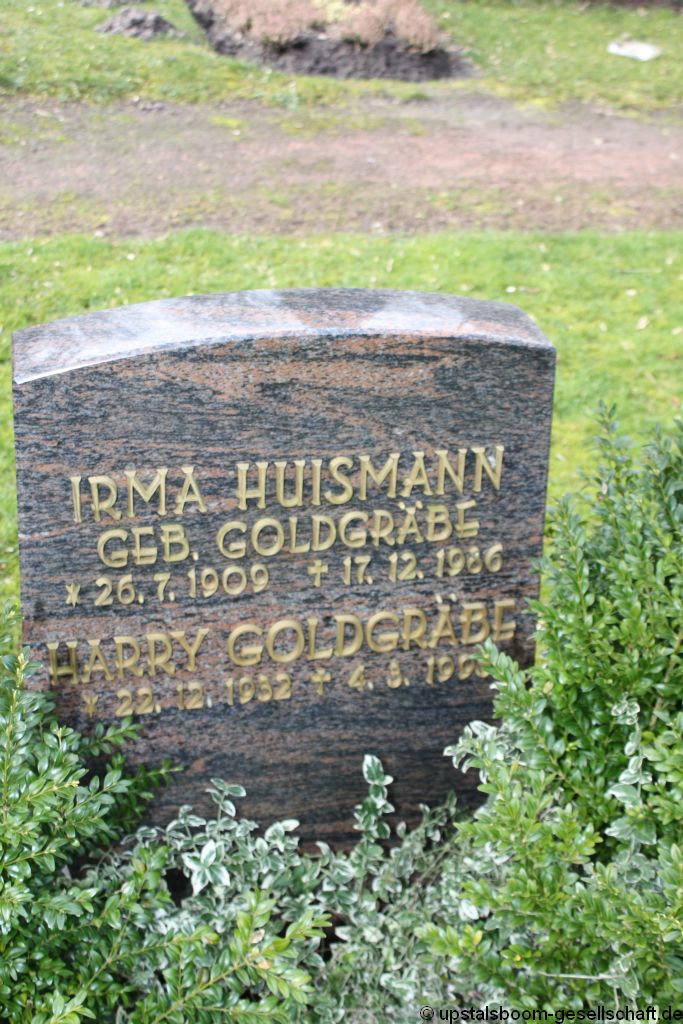 IRMA HUISMANN
GEB. GOLDGRÄBE
* 26. 7. 1909 † 17. 12. 1986
HARRY GOLDGRÄBE
* 22. 12. 1932 † 4. 3.
© upstalsboom-gesellschaft.de